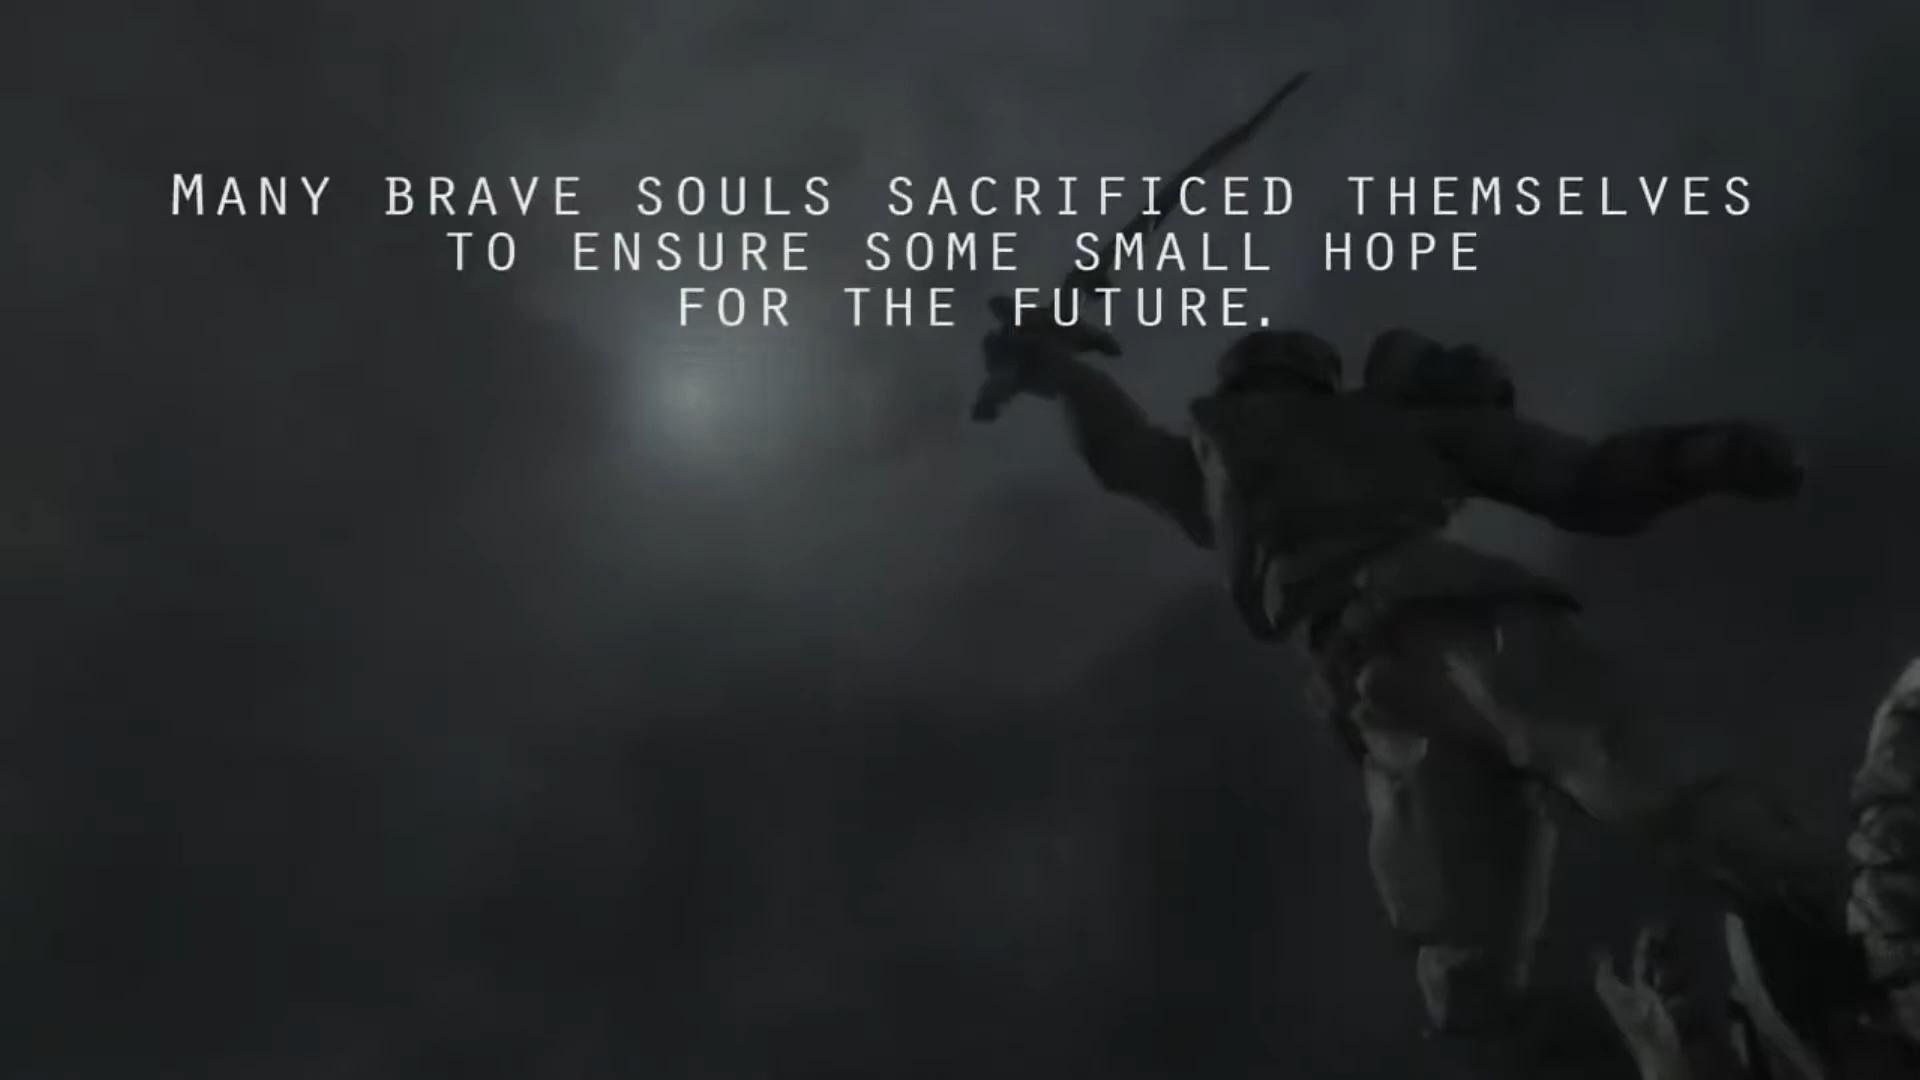 MANY BRAVE SOULS SACRIFICED THEMSELVES
TO ENSURE SOME SMALL HOPE
FOR THE FUTURE.